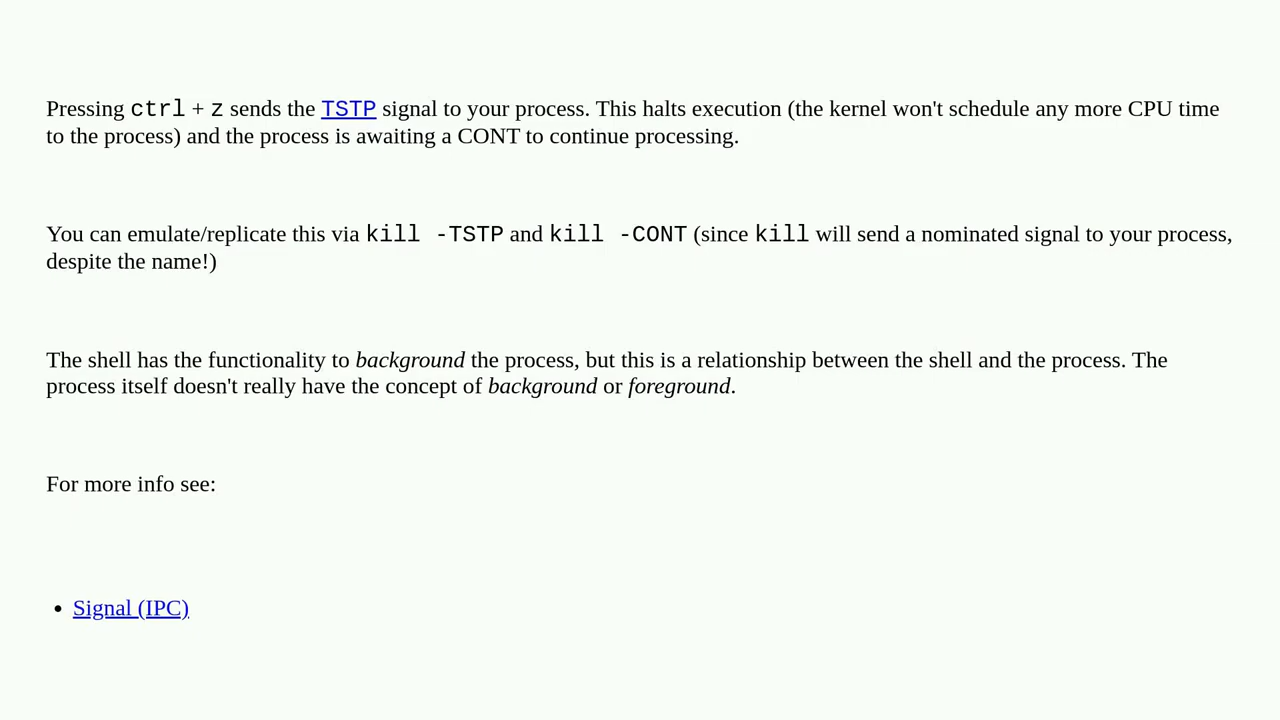 Pressing ctrl + z sends the TSTP signal to your process. This halts execution (the kernel won't schedule any more CPU time
to the process) and the process is awaiting a CONT to continue processing.
You can emulate/replicate this via kill -TSTP and kill -CONT (since kill will send a nominated signal to your process,
despite the name!)
The shell has the functionality to background the process, but this is a relationship between the shell and the process. The
process itself doesn't really have the concept of background or foreground.
For more info see:
• Signal (IPC)